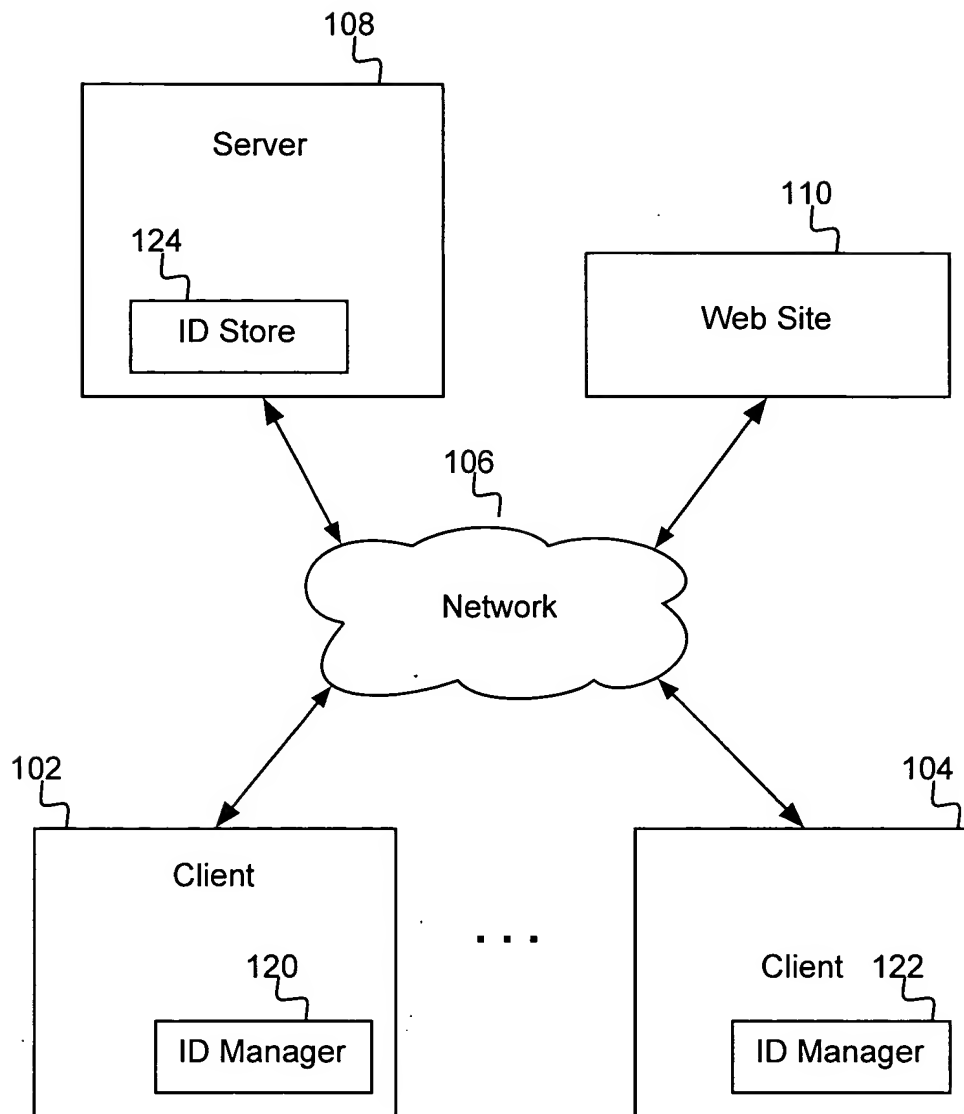 108
Server
110
124
ID Store
Web Site
106
Network
102
104
Client
. . .
120
Client
122
ID Manager
ID Manager